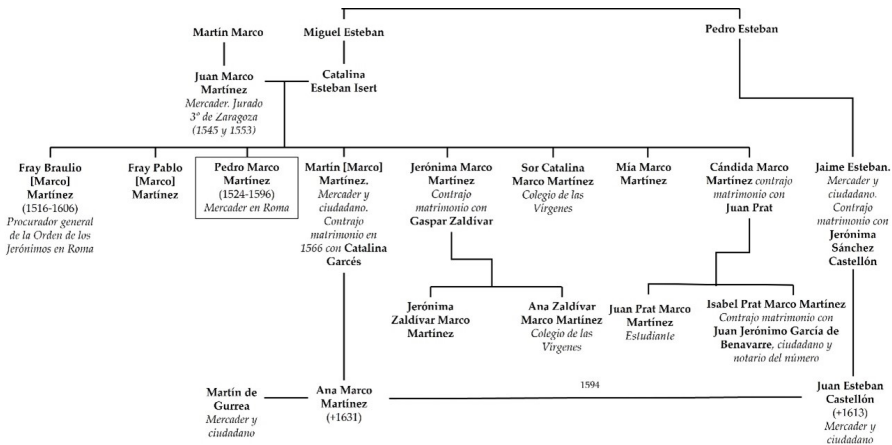 Martín Marco
Miguel Esteban
Pedro Esteban
Juan Marco
Martínez
Mercader. Jurado
3º de Zaragoza
(1545 y 1553)
Catalina
Esteban Isert
Fray Braulio
[Marco]
Martínez
(1516-1606)
Procurador general
de la Orden de los
Jerónimos en Roma
Fray Pablo
[Marco]
Martínez
Pedro Marco
Martínez
(1524-1596)
Mercader en Roma
Martín [Marco]
Martínez.
Mercader y
ciudadano.
Contrajo
matrimonio en
1566 con Catalina
Garcés
Jerónima Marco
Martínez
Contrajo
matrimonio con
Gaspar Zaldívar
Sor Catalina
Marco Martínez
Colegio de las
Vírgenes
Mía Marco
Martínez
Cándida Marco
Martínez contrajo
matrimonio con
Juan Prat
Jaime Esteban.
Mercader y
ciudadano.
Contrajo
matrimonio con
Jerónima
Sánchez
Castellón
Jerónima
Zaldívar Marco
Martínez
Ana Zaldívar
Marco Martínez
Colegio de las
Vírgenes
Juan Prat Marco
Martínez
Estudiante
Isabel Prat Marco Martínez
Contrajo matrimonio con
Juan Jerónimo García de
Benavarre, ciudadano y
notario del número
Martín de
Gurrea
Mercader y
ciudadano
Ana Marco
Martínez
(+1631)
1594
Juan Esteban
Castellón
(+1613)
Mercader y
ciudadano